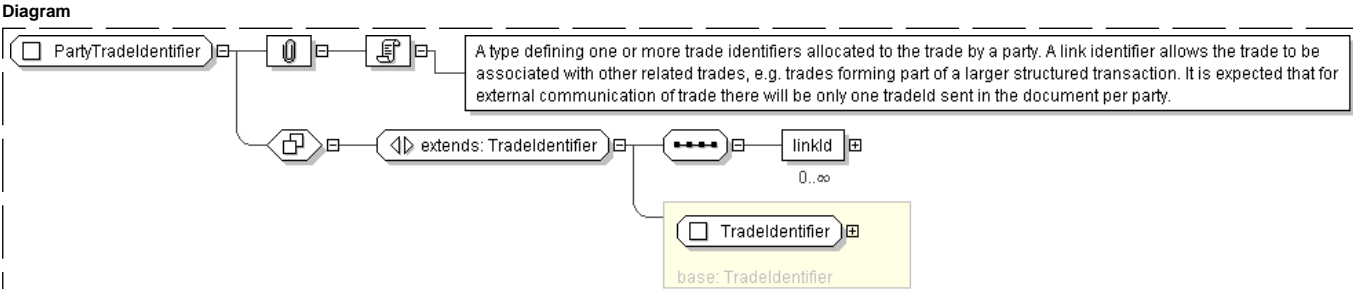 Diagram
PartyTradeIdentifier
A type defining one or more trade identifiers allocated to the trade by a party. A link identifier allows the trade to be
associated with other related trades, e.g. trades forming part of a larger structured transaction. It is expected that for
external communication of trade there will be only one tradeId sent in the document per party.
extends: TradeIdentifier
linkId
0..∞
TradeIdentifier
base: TradeIdentifier